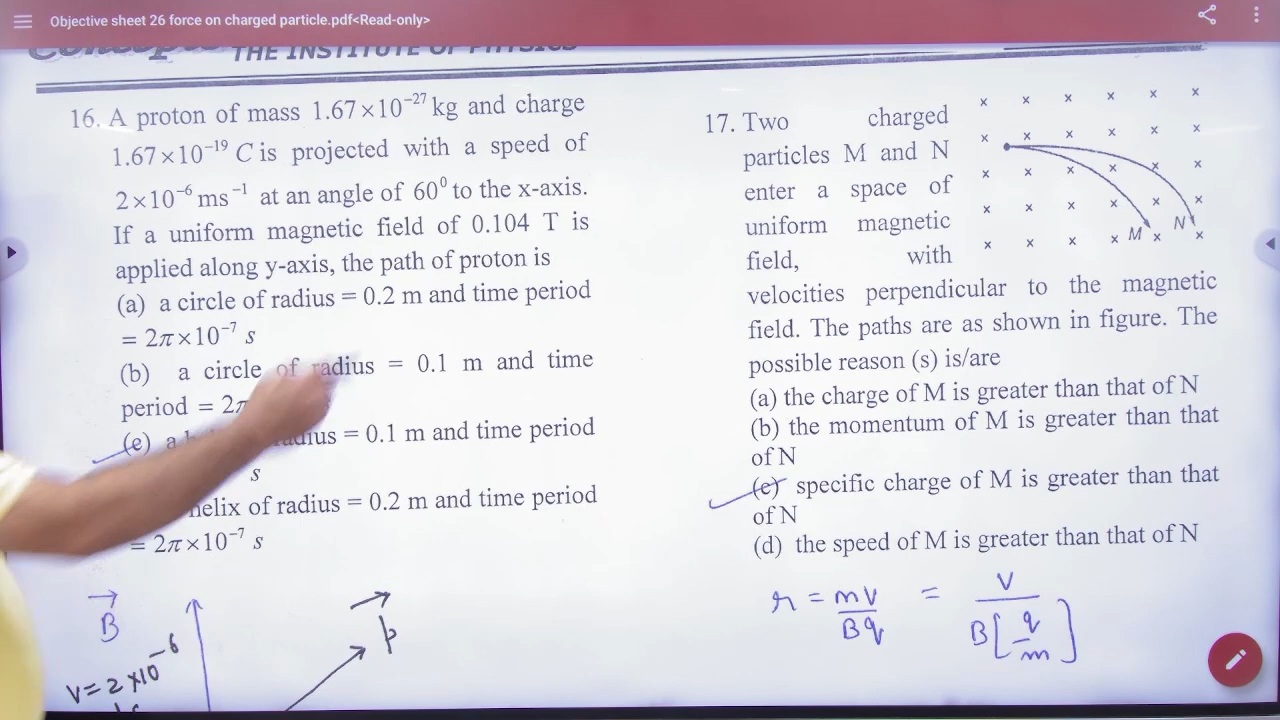 Objective sheet 26 force on charged particle.pdf<Read-only>
Concepts THE INSTITUTE OF PHYSICS
16. A proton of mass 1.67×10⁻²⁷ kg and charge
1.67×10⁻¹⁹ C is projected with a speed of
2×10⁻⁶ ms⁻¹ at an angle of 60⁰ to the x-axis.
If a uniform magnetic field of 0.104 T is
applied along y-axis, the path of proton is
(a) a circle of radius = 0.2 m and time period
= 2π×10⁻⁷ s
(b) a circle of radius = 0.1 m and time
period = 2π
(c) a radius = 0.1 m and time period
s
helix of radius = 0.2 m and time period
= 2π×10⁻⁷ s
B
V = 2×10⁻⁶
p
17. Two charged
particles M and N
enter a space of
uniform magnetic
field, with
velocities perpendicular to the magnetic
field. The paths are as shown in figure. The
possible reason (s) is/are
(a) the charge of M is greater than that of N
(b) the momentum of M is greater than that
of N
(c) specific charge of M is greater than that
of N
(d) the speed of M is greater than that of N
M N
r = mv/Bq = v/B[q/m]